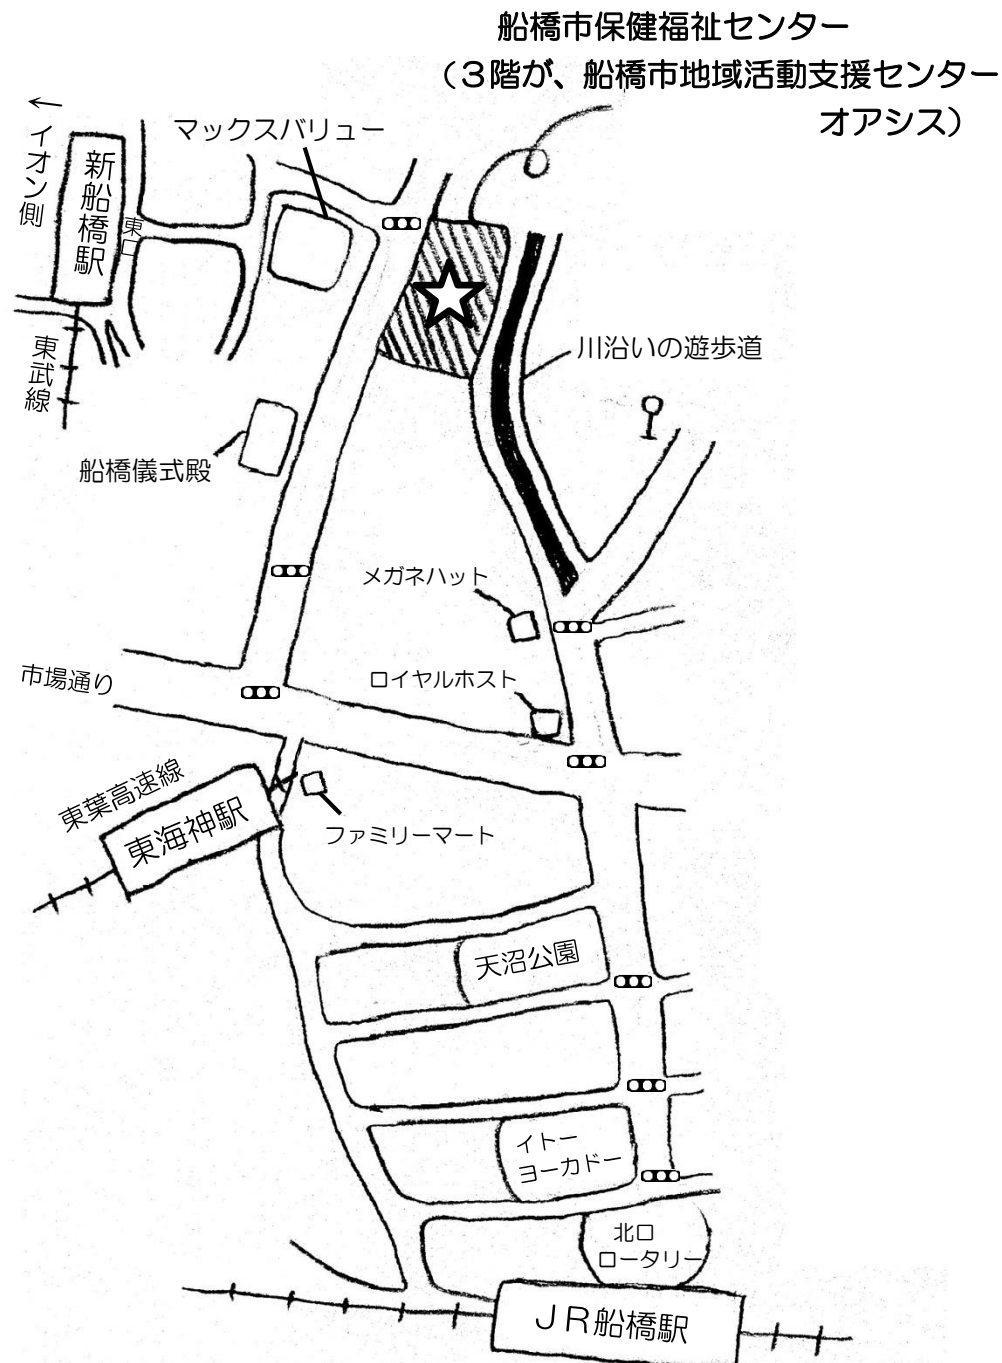 船橋市保健福祉センター
（３階が、船橋市地域活動支援センター
オアシス）
←
イオン側
新船橋駅
東口
マックスバリュー
東武線
川沿いの遊歩道
船橋儀式殿
メガネハット
ロイヤルホスト
市場通り
東葉高速線
東海神駅
ファミリーマート
天沼公園
イトー
ヨーカドー
北口
ロータリー
ＪＲ船橋駅